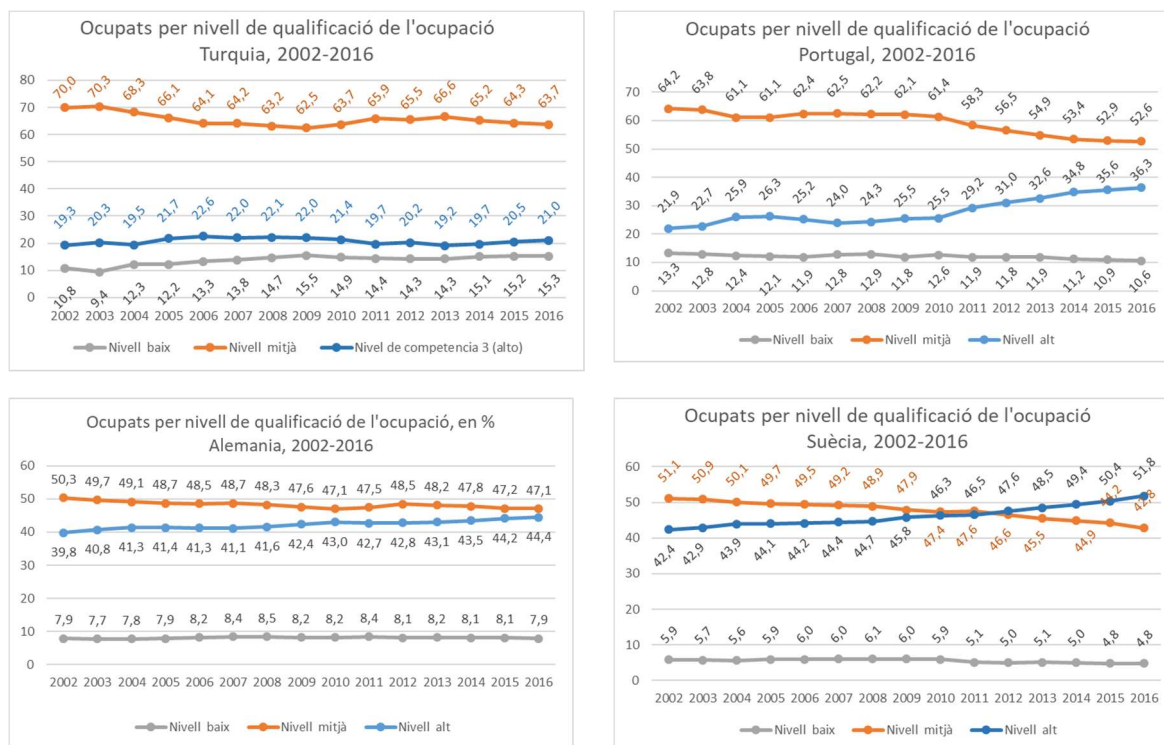 Ocupats per nivell de qualificació de l'ocupació
Turquia, 2002-2016
80
70
60
50
40
30
20
10
0
70,0 70,3 68,3 66,1 64,1 64,2 63,2 62,5 63,7 65,9 65,5 66,6 65,2 64,3 63,7
19,3 20,3 19,5 21,7 22,6 22,0 22,1 22,0 21,4 19,7 20,2 19,2 19,7 20,5 21,0
10,8 9,4 12,3 12,2 13,3 13,8 14,7 15,5 14,9 14,4 14,3 14,3 15,1 15,2 15,3
2002 2003 2004 2005 2006 2007 2008 2009 2010 2011 2012 2013 2014 2015 2016
Nivell baix Nivell mitjà Nivel de competencia 3 (alto)
Ocupats per nivell de qualificació de l'ocupació
Portugal, 2002-2016
70
60
50
40
30
20
10
0
64,2 63,8 61,1 61,1 62,4 62,5 62,2 62,1 61,4 58,3 56,5 54,9 53,4 52,9 52,6
21,9 22,7 25,9 26,3 25,2 24,0 24,3 25,5 25,5 29,2 31,0 32,6 34,8 35,6 36,3
13,3 12,8 12,4 12,1 11,9 12,8 12,9 11,8 12,6 11,9 11,8 11,9 11,2 10,9 10,6
2002 2003 2004 2005 2006 2007 2008 2009 2010 2011 2012 2013 2014 2015 2016
Nivell baix Nivell mitjà Nivell alt
Ocupats per nivell de qualificació de l'ocupació, en %
Alemania, 2002-2016
60
50
40
30
20
10
0
50,3 49,7 49,1 48,7 48,5 48,7 48,3 47,6 47,1 47,5 48,5 48,2 47,8 47,2 47,1
39,8 40,8 41,3 41,4 41,3 41,1 41,6 42,4 43,0 42,7 42,8 43,1 43,5 44,2 44,4
7,9 7,7 7,8 7,9 8,2 8,4 8,5 8,2 8,2 8,4 8,1 8,2 8,1 8,1 7,9
2002 2003 2004 2005 2006 2007 2008 2009 2010 2011 2012 2013 2014 2015 2016
Nivell baix Nivell mitjà Nivell alt
Ocupats per nivell de qualificació de l'ocupació
Suècia, 2002-2016
60
50
40
30
20
10
0
51,1 50,9 50,1 49,7 49,5 49,2 48,9 47,9 47,4 47,6 46,6 45,5 44,9 44,2 42,8
42,4 42,9 43,9 44,1 44,2 44,4 44,7 45,8 46,3 46,5 47,6 48,5 49,4 50,4 51,8
5,9 5,7 5,6 5,9 6,0 6,0 6,1 6,0 5,9 5,1 5,0 5,1 5,0 4,8 4,8
2002 2003 2004 2005 2006 2007 2008 2009 2010 2011 2012 2013 2014 2015 2016
Nivell baix Nivell mitjà Nivell alt